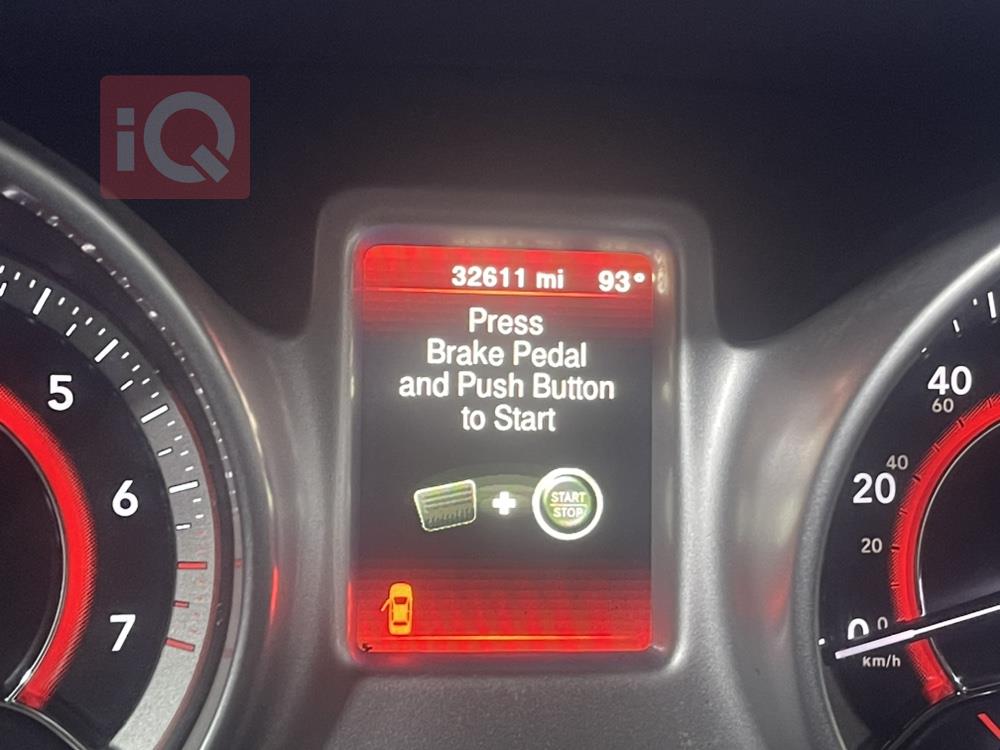 iQ
32611 mi 93°
Press
Brake Pedal
and Push Button
to Start
START
STOP
5
6
7
40
60
40
20
20
0
0
km/h